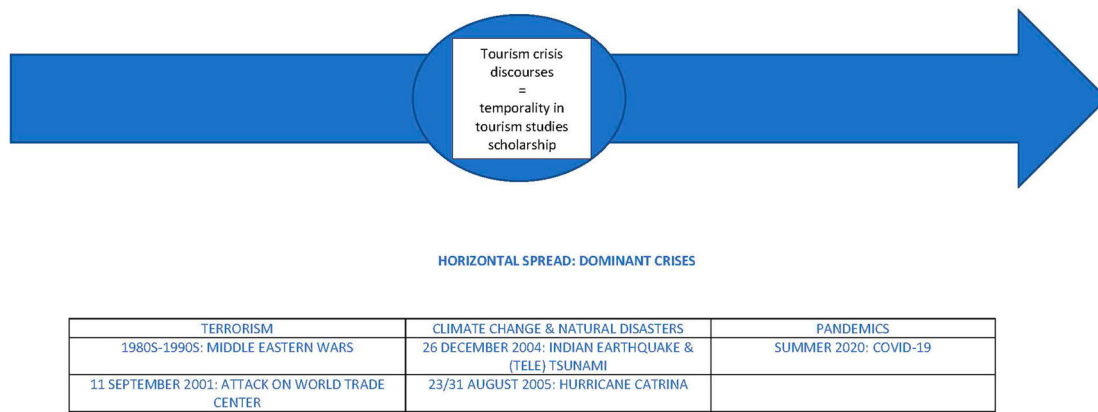 Tourism crisis
discourses
=
temporality in
tourism studies
scholarship
HORIZONTAL SPREAD: DOMINANT CRISES
TERRORISM
CLIMATE CHANGE & NATURAL DISASTERS
PANDEMICS
1980S-1990S: MIDDLE EASTERN WARS
26 DECEMBER 2004: INDIAN EARTHQUAKE &
(TELE) TSUNAMI
SUMMER 2020: COVID-19
11 SEPTEMBER 2001: ATTACK ON WORLD TRADE
CENTER
23/31 AUGUST 2005: HURRICANE CATRINA